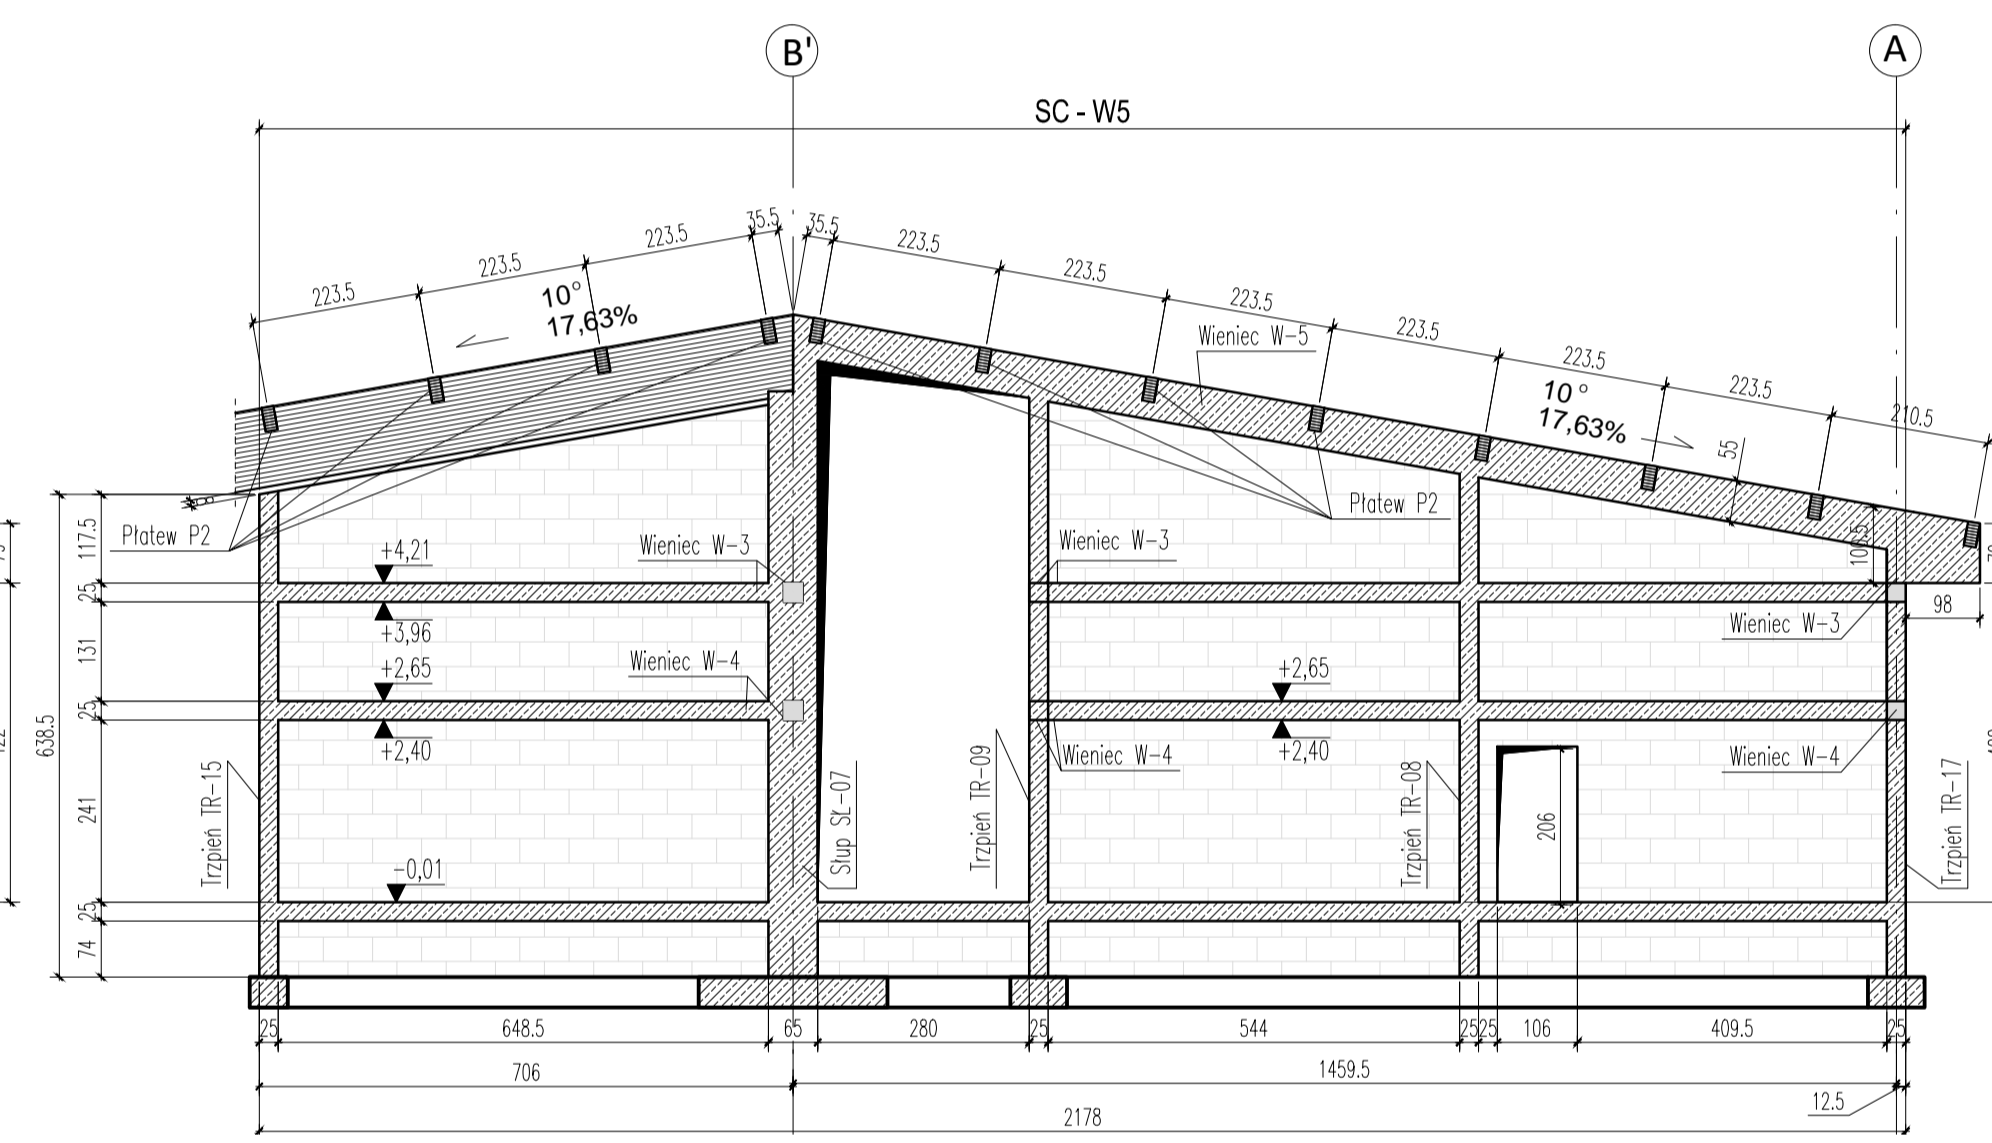 B'
A
SC - W5
223.5
223.5
223.5
35.5
35.5
223.5
223.5
223.5
223.5
223.5
223.5
210.5
10°
17,63%
10°
17,63%
55
Wieniec W-5
Płatew P2
Płatew P2
Wieniec W-3
Wieniec W-3
Wieniec W-3
98
+4,21
+3,96
+2,65
+2,40
-0,01
Wieniec W-4
Wieniec W-4
Wieniec W-4
+2,65
+2,40
638.5
117.5
25
131
25
241
25
74
Trzpień TR-15
Słup SŁ-07
Trzpień TR-09
Trzpień TR-08
Trzpień TR-17
206
25
648.5
65
280
25
544
25
25
106
409.5
25
706
1459.5
12.5
2178